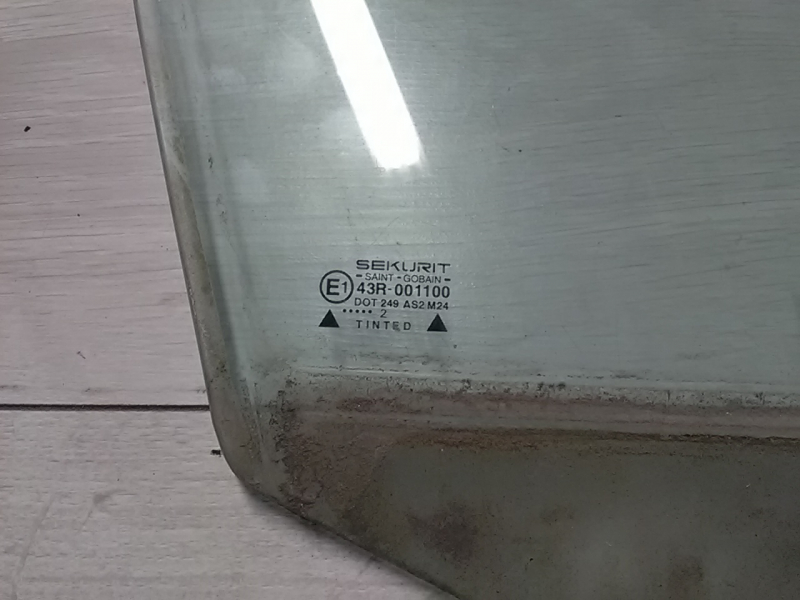 SEKURIT
- SAINT - GOBAIN -
E1 43R-001100
DOT 249 AS2 M24
••••• 2
▲ TINTED ▲